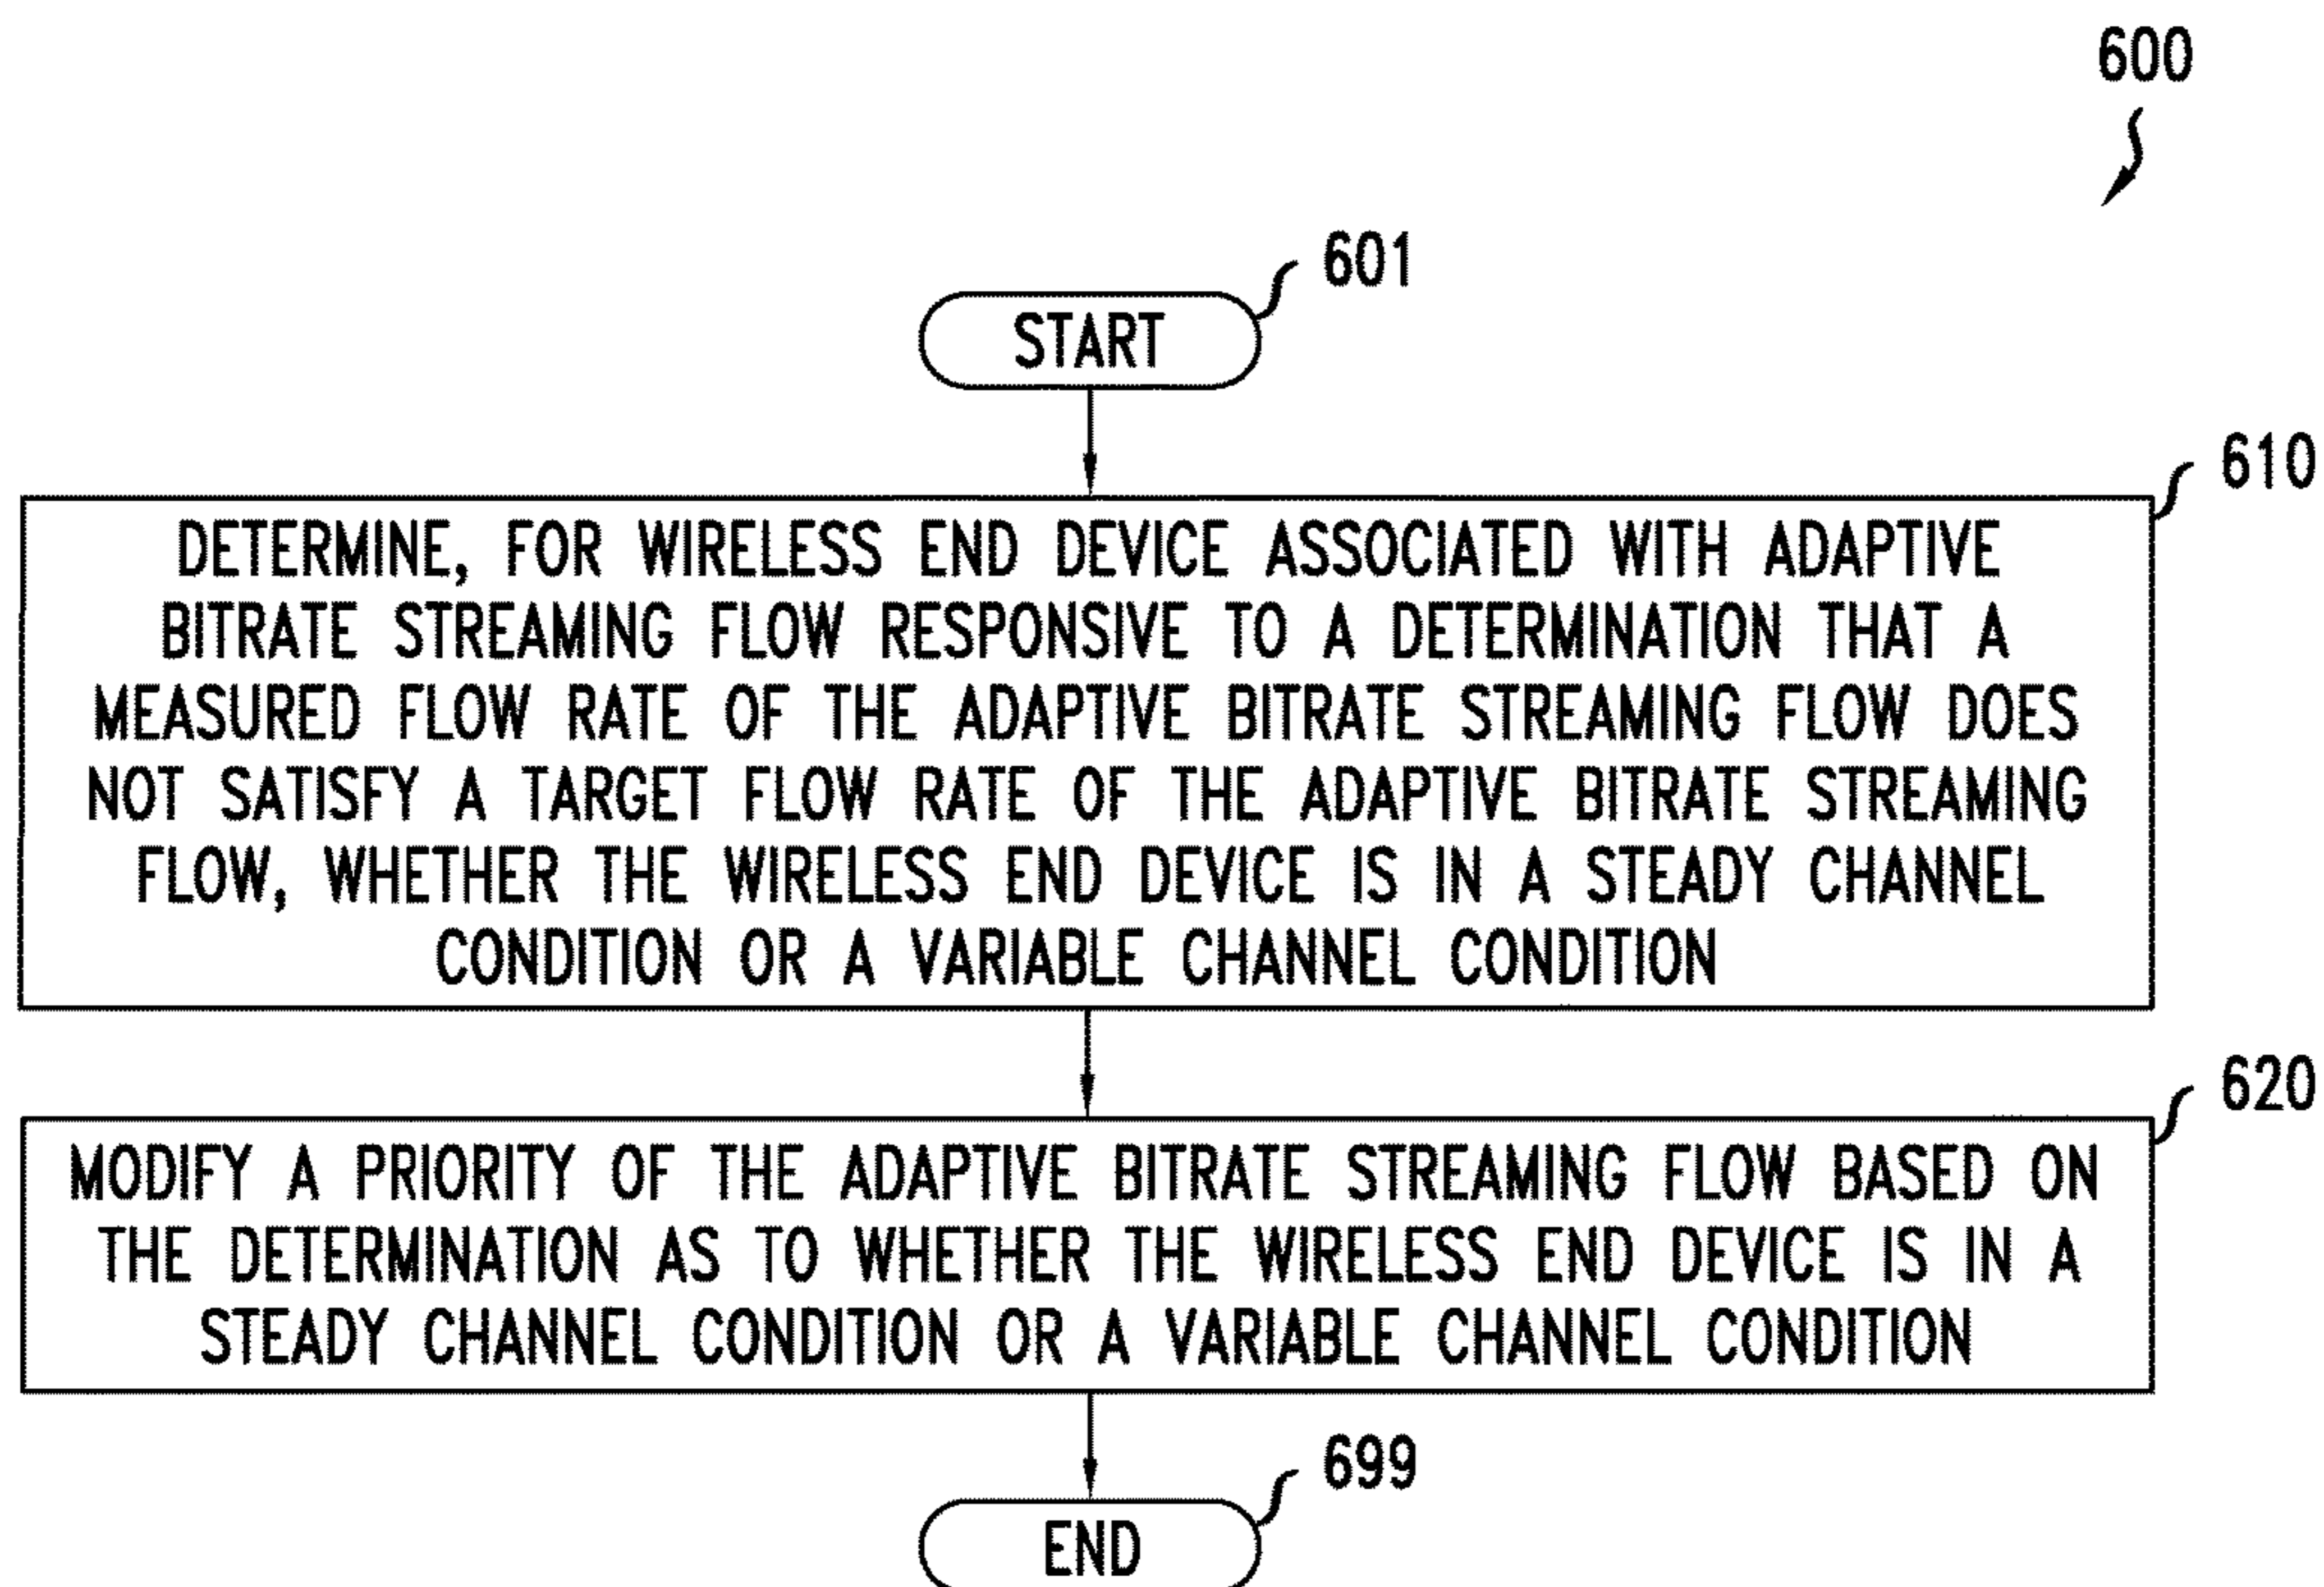 600
601
START
610
DETERMINE, FOR WIRELESS END DEVICE ASSOCIATED WITH ADAPTIVE
BITRATE STREAMING FLOW RESPONSIVE TO A DETERMINATION THAT A
MEASURED FLOW RATE OF THE ADAPTIVE BITRATE STREAMING FLOW DOES
NOT SATISFY A TARGET FLOW RATE OF THE ADAPTIVE BITRATE STREAMING
FLOW, WHETHER THE WIRELESS END DEVICE IS IN A STEADY CHANNEL
CONDITION OR A VARIABLE CHANNEL CONDITION
620
MODIFY A PRIORITY OF THE ADAPTIVE BITRATE STREAMING FLOW BASED ON
THE DETERMINATION AS TO WHETHER THE WIRELESS END DEVICE IS IN A
STEADY CHANNEL CONDITION OR A VARIABLE CHANNEL CONDITION
699
END